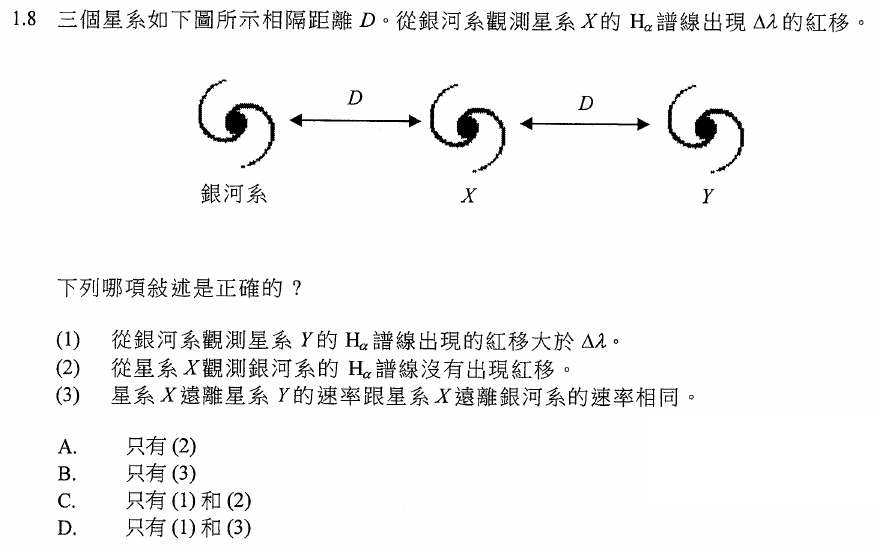 1.8 三個星系如下圖所示相隔距離 D。從銀河系觀測星系 X 的 Hα 譜線出現 Δλ 的紅移。
D D
銀河系 X Y
下列哪項敍述是正確的？
(1) 從銀河系觀測星系 Y 的 Hα 譜線出現的紅移大於 Δλ。
(2) 從星系 X 觀測銀河系的 Hα 譜線沒有出現紅移。
(3) 星系 X 遠離星系 Y 的速率跟星系 X 遠離銀河系的速率相同。
A. 只有 (2)
B. 只有 (3)
C. 只有 (1) 和 (2)
D. 只有 (1) 和 (3)